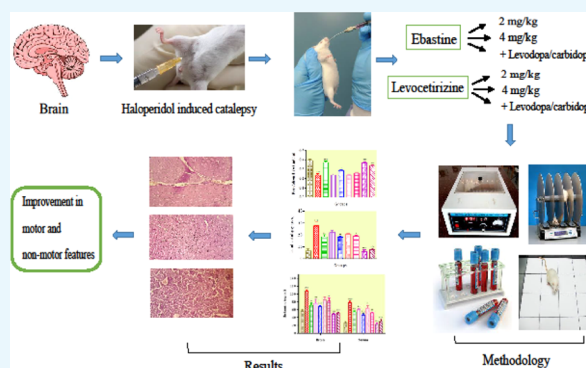 Brain
Haloperidol induced catalepsy
Ebastine
2 mg/kg
4 mg/kg
+ Levodopa/carbidop
Levocetirizine
2 mg/kg
4 mg/kg
+ Levodopa/carbidop
Improvement in
motor and
non-motor features
Results
Methodology